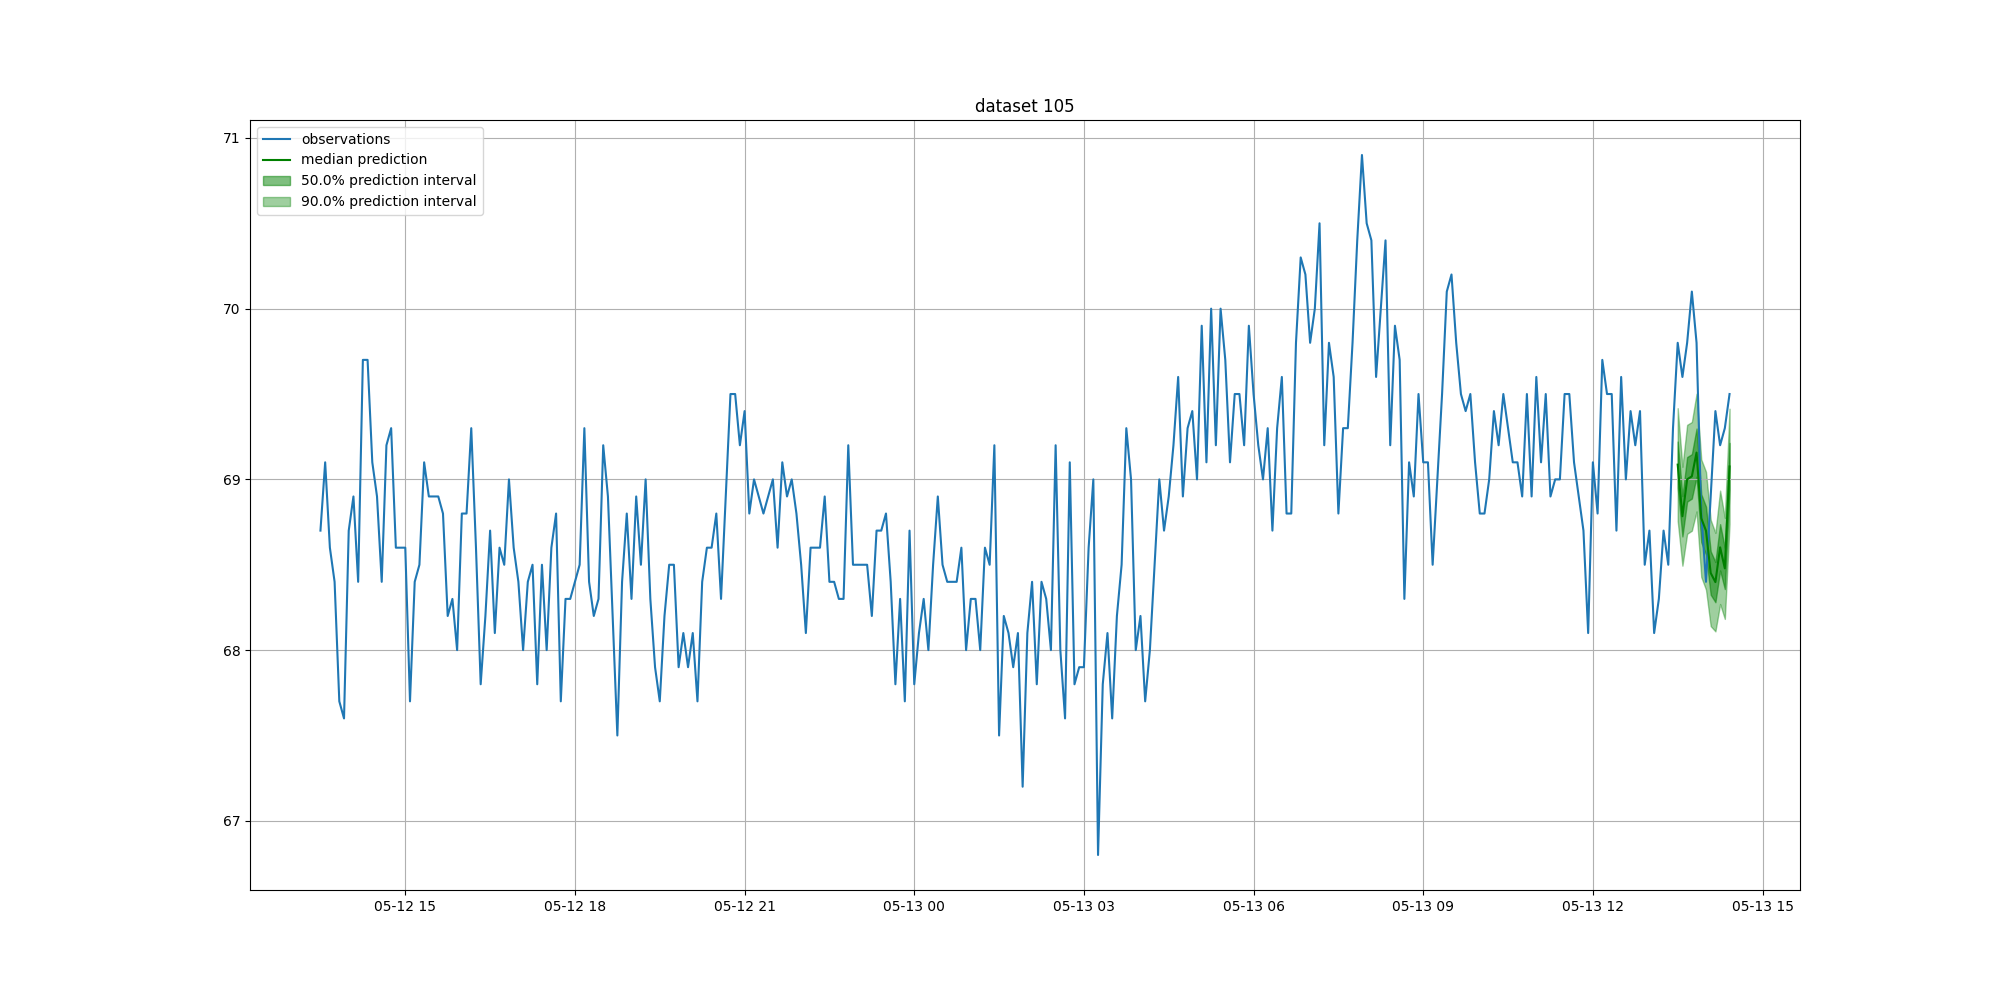 dataset 105
observations
median prediction
50.0% prediction interval
90.0% prediction interval
71
70
69
68
67
05-12 15
05-12 18
05-12 21
05-13 00
05-13 03
05-13 06
05-13 09
05-13 12
05-13 15